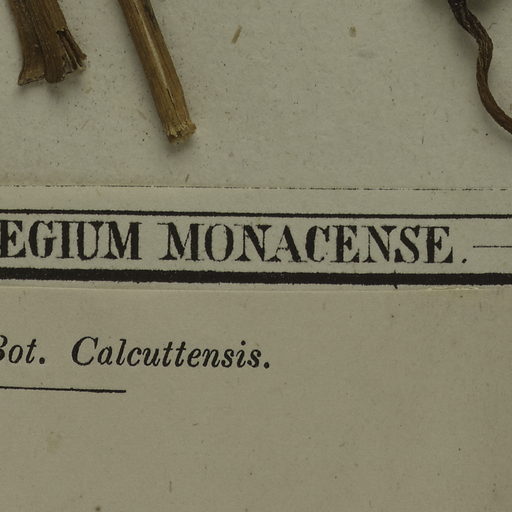 EGIUM MONACENSE.
Bot. Calcuttensis.